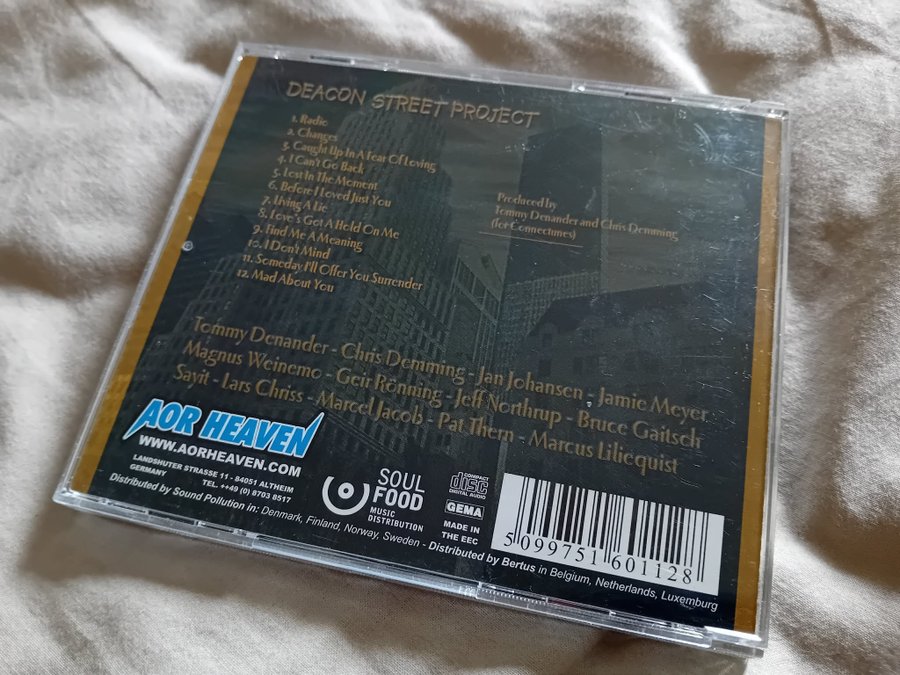 DEACON STREET PROJECT
1. Radio
2. Changes
3. Caught Up In A Fear Of Loving
4. I Can't Go Back
5. Lost In The Moment
6. Before I Loved Just You
7. Living A Lie
8. Love's Got A Hold On Me
9. Find Me A Meaning
10. I Don't Mind
11. Someday I'll Offer You Surrender
12. Mad About You
Produced by
Tommy Denander and Chris Demming
(for Connectunes)
Tommy Denander - Chris Demming - Jan Johansen - Jamie Meyer
Magnus Weinemo - Geir Rönning - Jeff Northrup - Bruce Gaitsch
Sayit - Lars Chriss - Marcel Jacob - Pat Thern - Marcus Liliequist
AOR HEAVEN
WWW.AORHEAVEN.COM
LANDSHUTER STRASSE 11 - 84051 ALTHEIM
GERMANY TEL. ++49 (0) 8703 8517
SOUL
FOOD
MUSIC
DISTRIBUTION
COMPACT
disc
DIGITAL AUDIO
GEMA
MADE IN
THE EEC
5 099751 601128
Distributed by Sound Pollution in: Denmark, Finland, Norway, Sweden - Distributed by Bertus in Belgium, Netherlands, Luxemburg